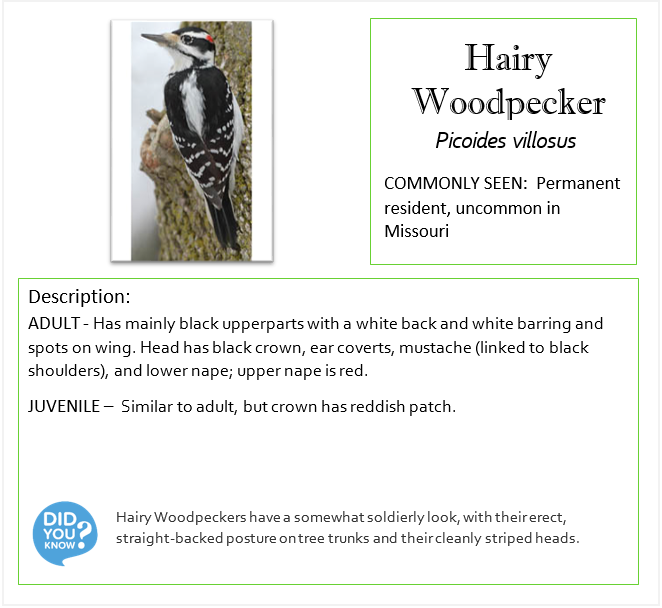 Hairy
Woodpecker
Picoides villosus
COMMONLY SEEN: Permanent
resident, uncommon in
Missouri
Description:
ADULT - Has mainly black upperparts with a white back and white barring and
spots on wing. Head has black crown, ear coverts, mustache (linked to black
shoulders), and lower nape; upper nape is red.
JUVENILE – Similar to adult, but crown has reddish patch.
DID
YOU
KNOW?
Hairy Woodpeckers have a somewhat soldierly look, with their erect,
straight-backed posture on tree trunks and their cleanly striped heads.